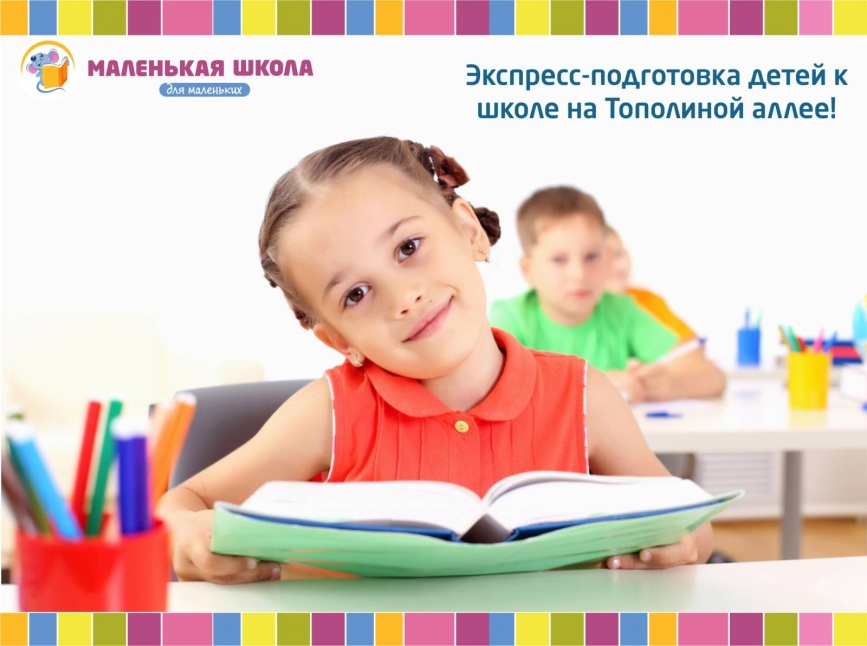 МАЛЕНЬКАЯ ШКОЛА
для маленьких
Экспресс-подготовка детей к
школе на Тополиной аллее!